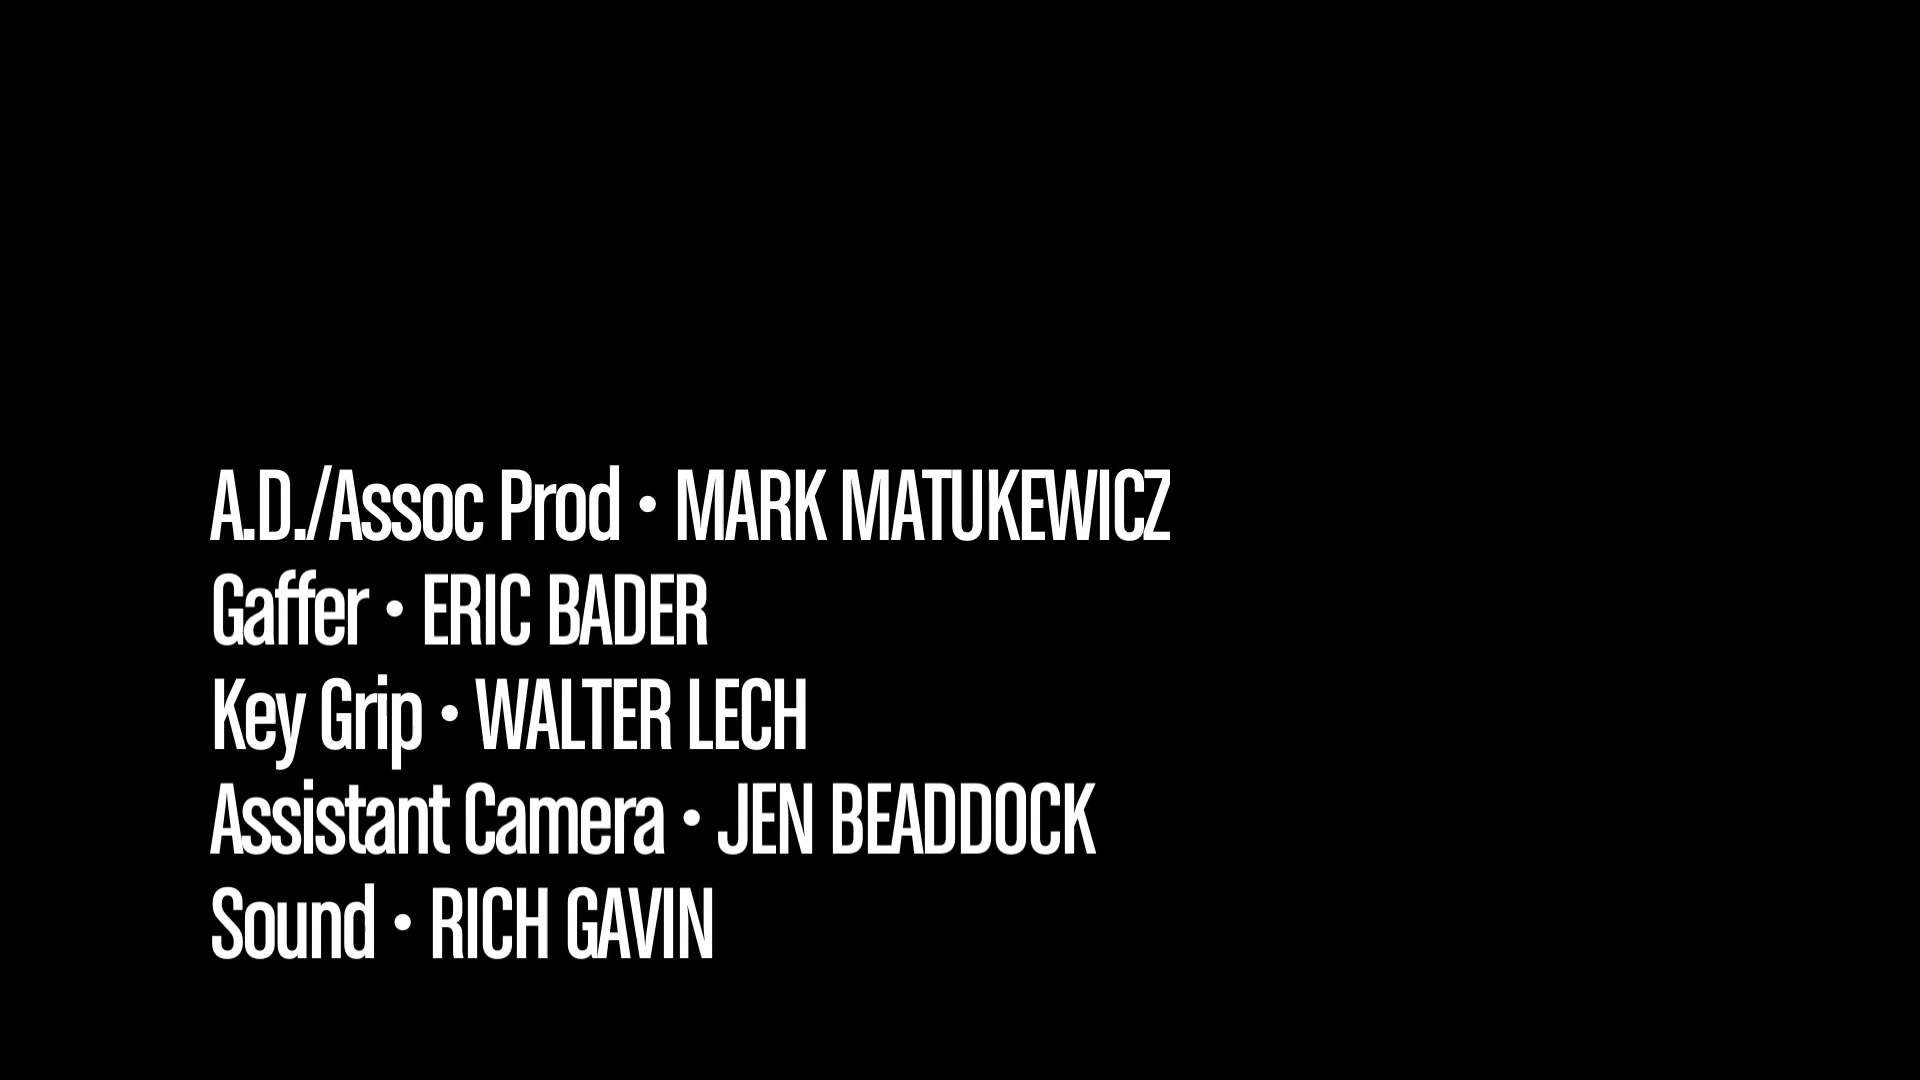 A.D./Assoc Prod • MARK MATUKEWICZ
Gaffer • ERIC BADER
Key Grip • WALTER LECH
Assistant Camera • JEN BEADDOCK
Sound • RICH GAVIN